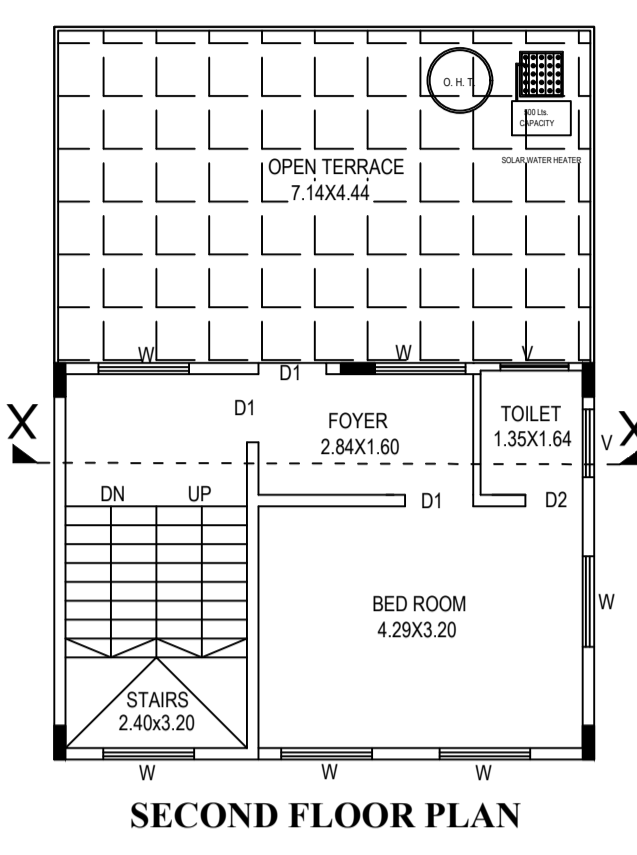 O. H. T.
500 Lts.
CAPACITY
SOLAR WATER HEATER
OPEN TERRACE
7.14X4.44
W
W
V
D1
D1
X
FOYER
2.84X1.60
TOILET
1.35X1.64
V
X
DN
UP
D1
D2
BED ROOM
4.29X3.20
W
STAIRS
2.40x3.20
W
W
W
SECOND FLOOR PLAN